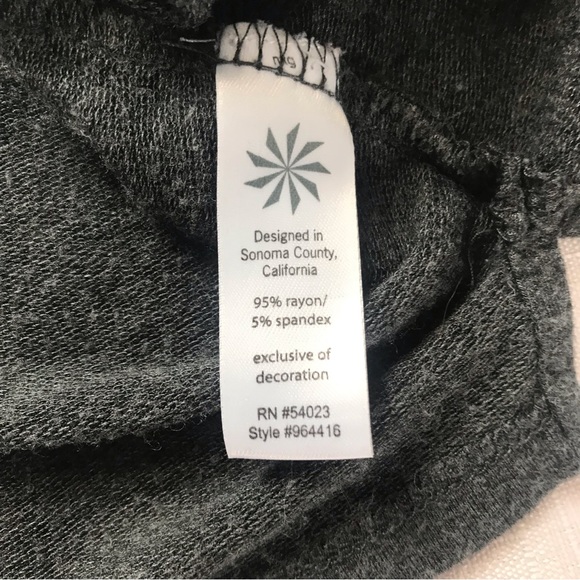 Designed in
Sonoma County,
California
95% rayon/
5% spandex
exclusive of
decoration
RN #54023
Style #964416